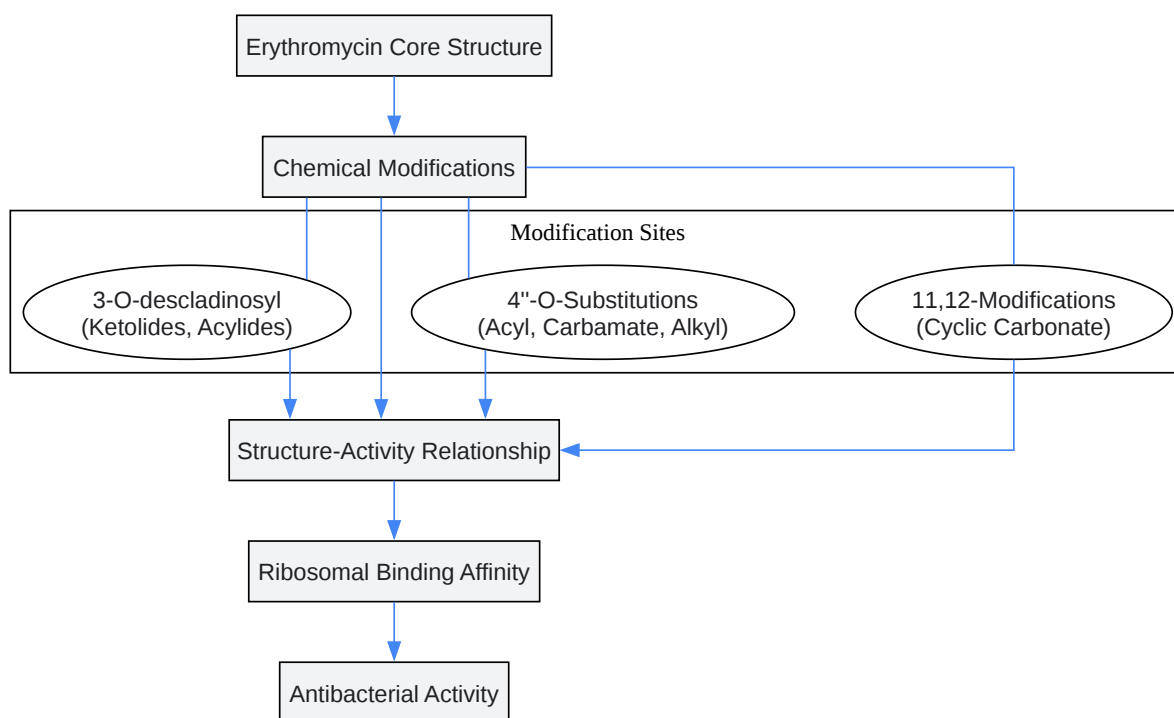 Erythromycin Core Structure
Chemical Modifications
Modification Sites
3-O-descladinosyl
(Ketolides, Acylides)
4''-O-Substitutions
(Acyl, Carbamate, Alkyl)
11,12-Modifications
(Cyclic Carbonate)
Structure-Activity Relationship
Ribosomal Binding Affinity
Antibacterial Activity